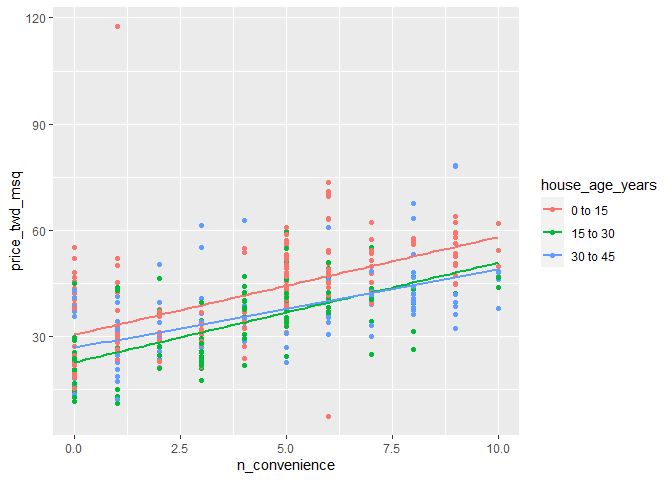 120
90
60
30
price_twd_msq
0.0 2.5 5.0 7.5 10.0
n_convenience
house_age_years
0 to 15
15 to 30
30 to 45